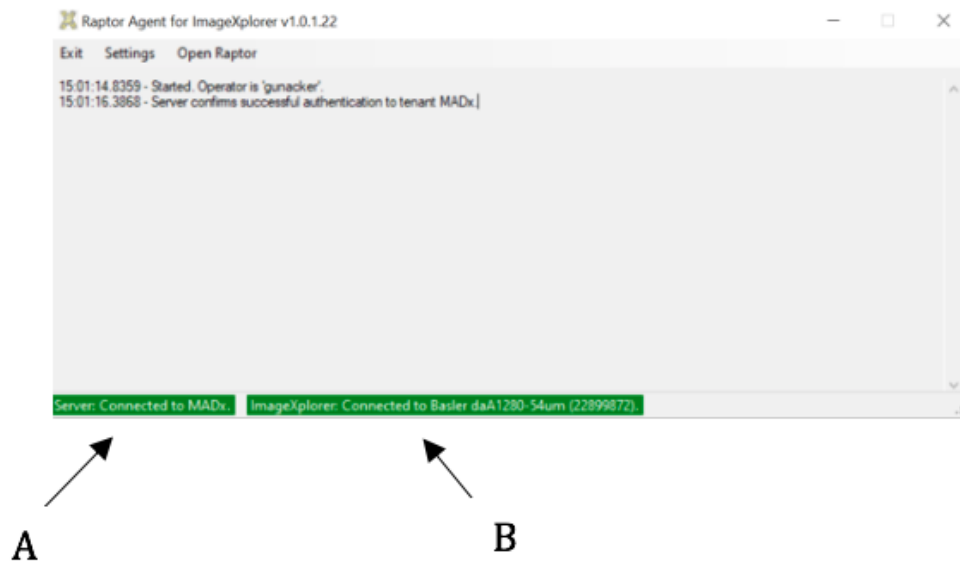 Raptor Agent for ImageXplorer v1.0.1.22
Exit Settings Open Raptor
15:01:14.8359 - Started. Operator is 'gunacker'.
15:01:16.3868 - Server confirms successful authentication to tenant MADx.
Server: Connected to MADx. ImageXplorer: Connected to Basler daA1280-54um (22899872).
A B